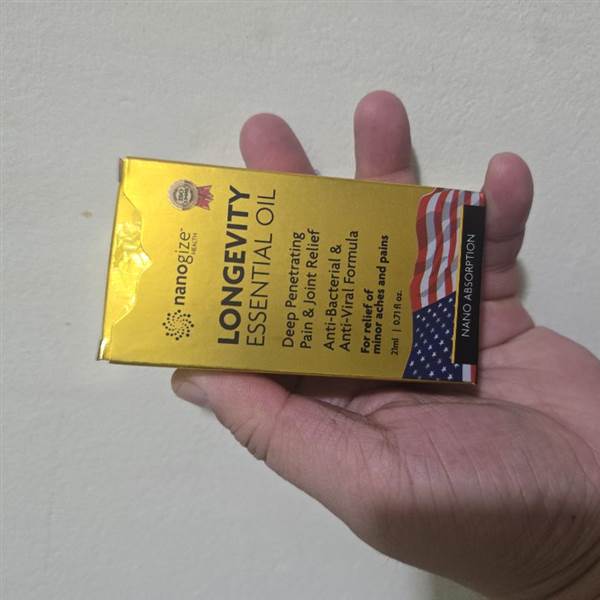 nanogize™
HEALTH
LONGEVITY
ESSENTIAL OIL
Deep Penetrating
Pain & Joint Relief
Anti-Bacterial &
Anti-Viral Formula
For relief of
minor aches and pains
21ml | 0.71 fl oz.
NANO ABSORPTION